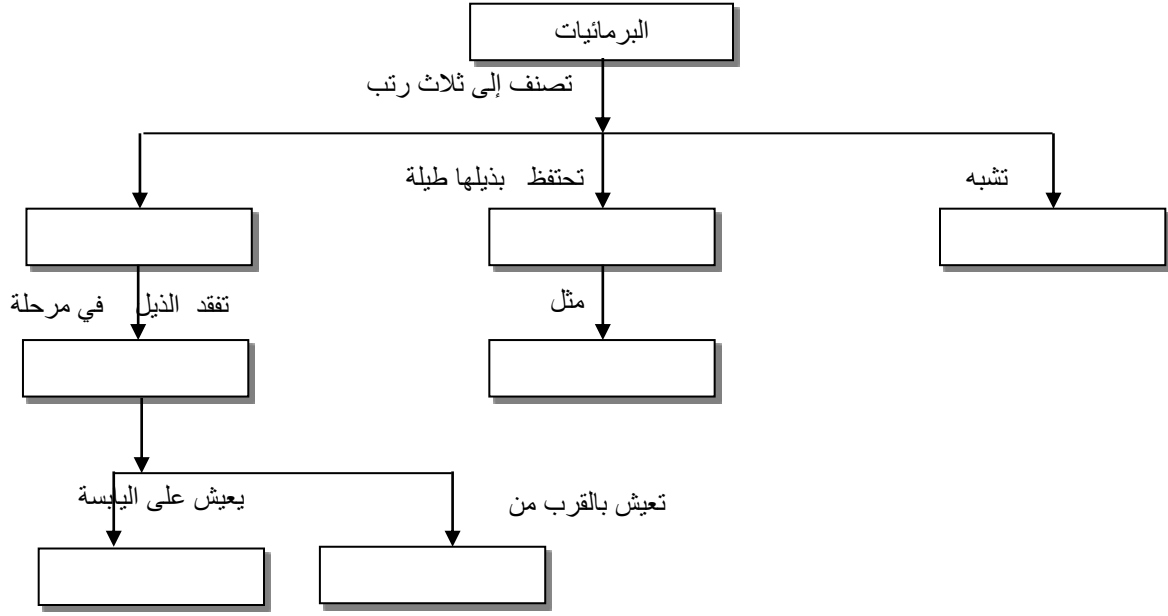 البرمائيات
تصنف إلى ثلاث رتب
تشبه
تحتفظ بذيلها طيلة
مثل
تفقد الذيل في مرحلة
تعيش بالقرب من
يعيش على اليابسة